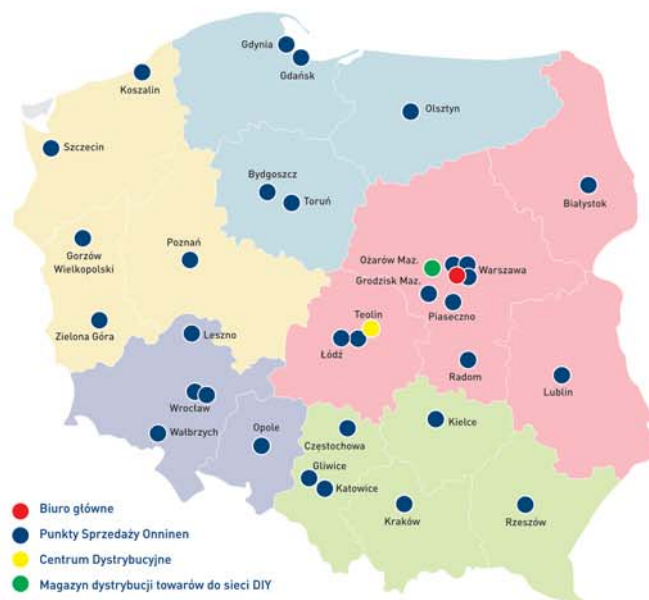 Gdynia
Gdańsk
Koszalin
Olsztyn
Szczecin
Bydgoszcz
Toruń
Białystok
Gorzów
Wielkopolski
Poznań
Ożarów Maz.
Warszawa
Grodzisk Maz.
Piaseczno
Zielona Góra
Leszno
Teolin
Łódź
Radom
Lublin
Wrocław
Wałbrzych
Opole
Częstochowa
Kielce
Gliwice
Katowice
Kraków
Rzeszów
Biuro główne
Punkty Sprzedaży Onninen
Centrum Dystrybucyjne
Magazyn dystrybucji towarów do sieci DIY